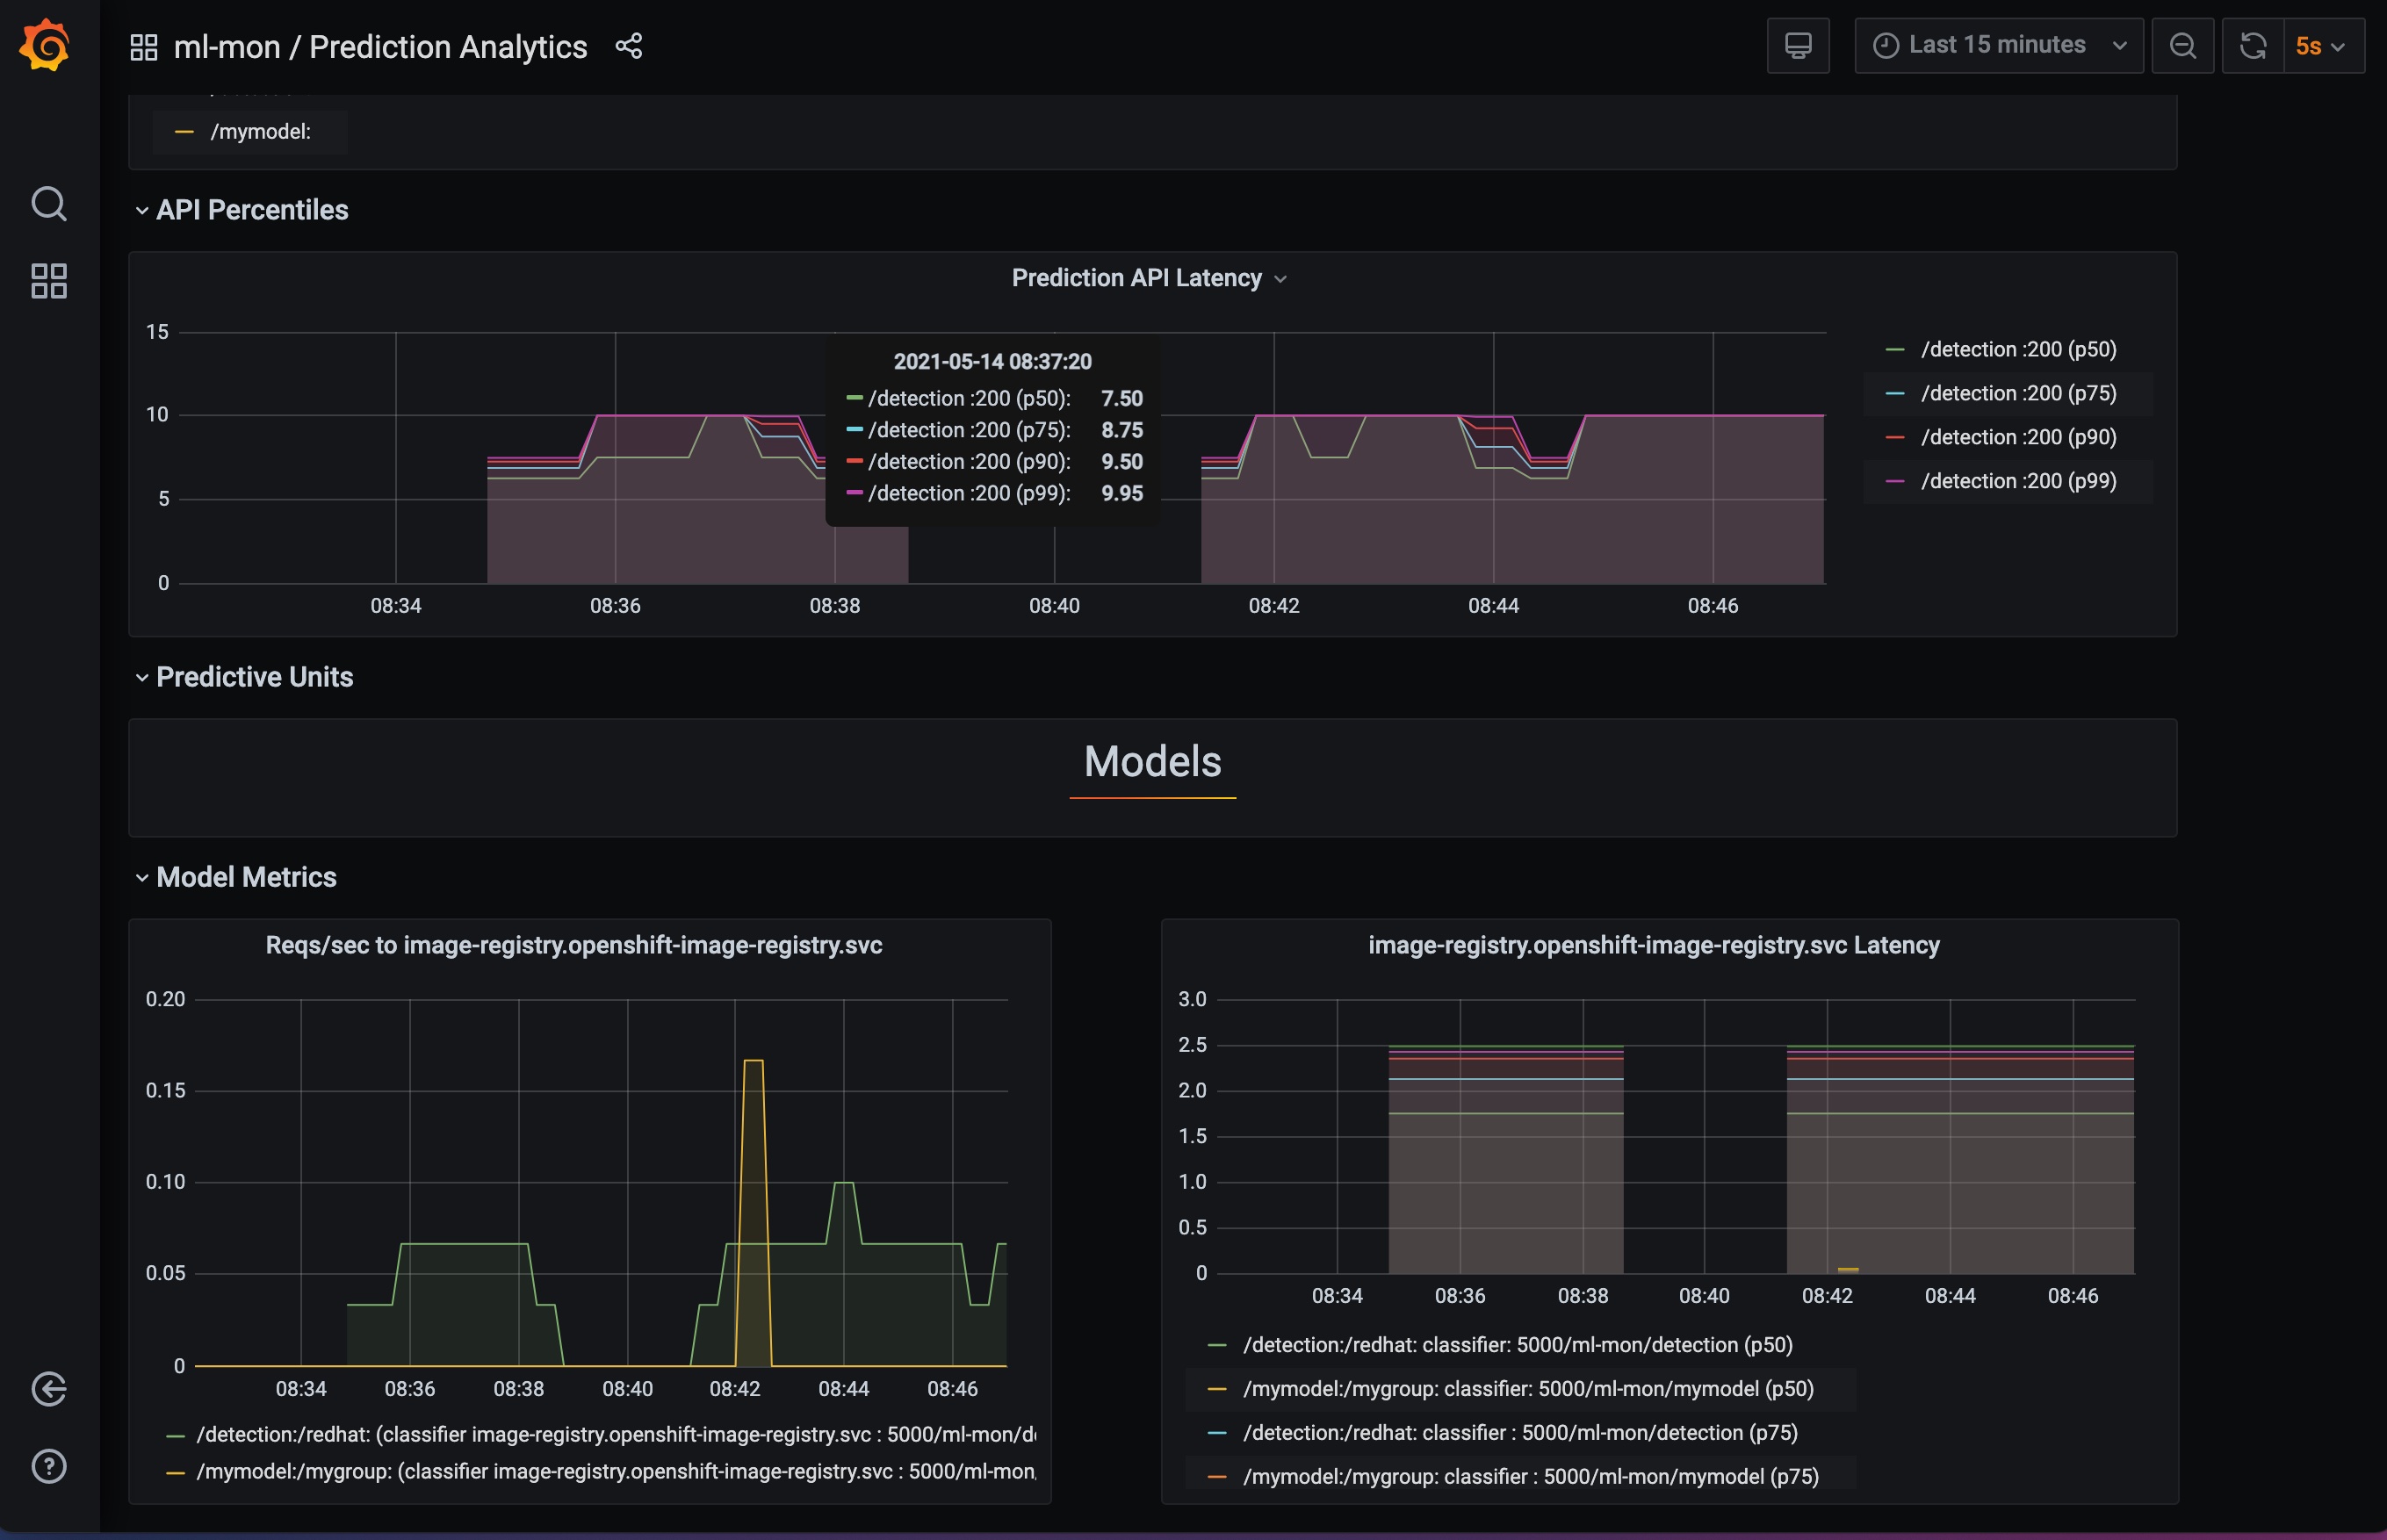 ml-mon / Prediction Analytics
Last 15 minutes
5s
/mymodel:
API Percentiles
Prediction API Latency
15
10
5
0
08:34 08:36 08:38 08:40 08:42 08:44 08:46
2021-05-14 08:37:20
/detection :200 (p50): 7.50
/detection :200 (p75): 8.75
/detection :200 (p90): 9.50
/detection :200 (p99): 9.95
/detection :200 (p50)
/detection :200 (p75)
/detection :200 (p90)
/detection :200 (p99)
Predictive Units
Models
Model Metrics
Reqs/sec to image-registry.openshift-image-registry.svc
0.20
0.15
0.10
0.05
0
08:34 08:36 08:38 08:40 08:42 08:44 08:46
/detection:/redhat: (classifier image-registry.openshift-image-registry.svc : 5000/ml-mon/d
/mymodel:/mygroup: (classifier image-registry.openshift-image-registry.svc : 5000/ml-mon,
image-registry.openshift-image-registry.svc Latency
3.0
2.5
2.0
1.5
1.0
0.5
0
08:34 08:36 08:38 08:40 08:42 08:44 08:46
/detection:/redhat: classifier: 5000/ml-mon/detection (p50)
/mymodel:/mygroup: classifier: 5000/ml-mon/mymodel (p50)
/detection:/redhat: classifier : 5000/ml-mon/detection (p75)
/mymodel:/mygroup: classifier : 5000/ml-mon/mymodel (p75)